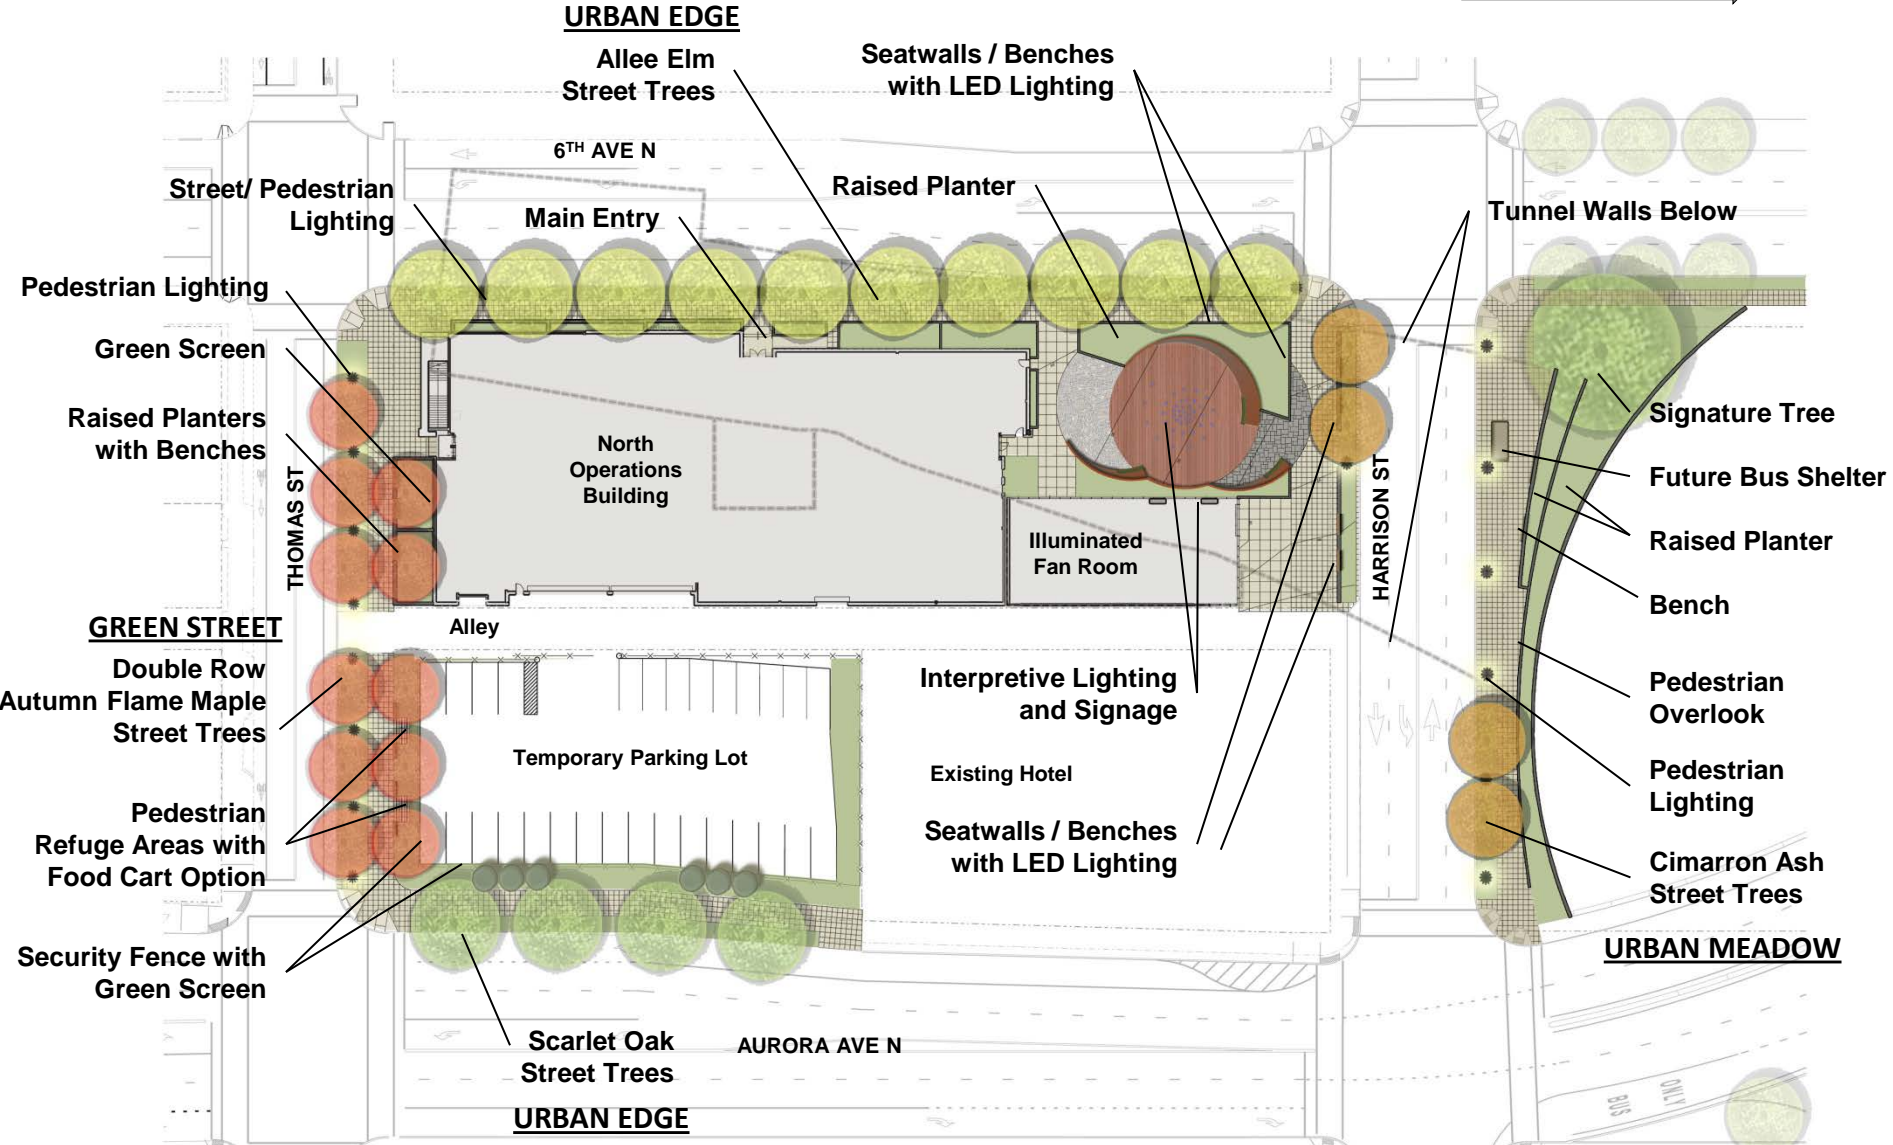 URBAN EDGE
Allee Elm
Street Trees
Seatwalls / Benches
with LED Lighting
6TH AVE N
Raised Planter
Street/ Pedestrian
Lighting
Main Entry
Tunnel Walls Below
Pedestrian Lighting
Green Screen
Raised Planters
with Benches
THOMAS ST
North
Operations
Building
Illuminated
Fan Room
HARRISON ST
Signature Tree
Future Bus Shelter
Raised Planter
Bench
Pedestrian
Overlook
Pedestrian
Lighting
Cimarron Ash
Street Trees
URBAN MEADOW
GREEN STREET
Alley
Double Row
Autumn Flame Maple
Street Trees
Interpretive Lighting
and Signage
Temporary Parking Lot
Existing Hotel
Pedestrian
Refuge Areas with
Food Cart Option
Seatwalls / Benches
with LED Lighting
Security Fence with
Green Screen
Scarlet Oak
Street Trees
AURORA AVE N
URBAN EDGE
ONLY
BUS